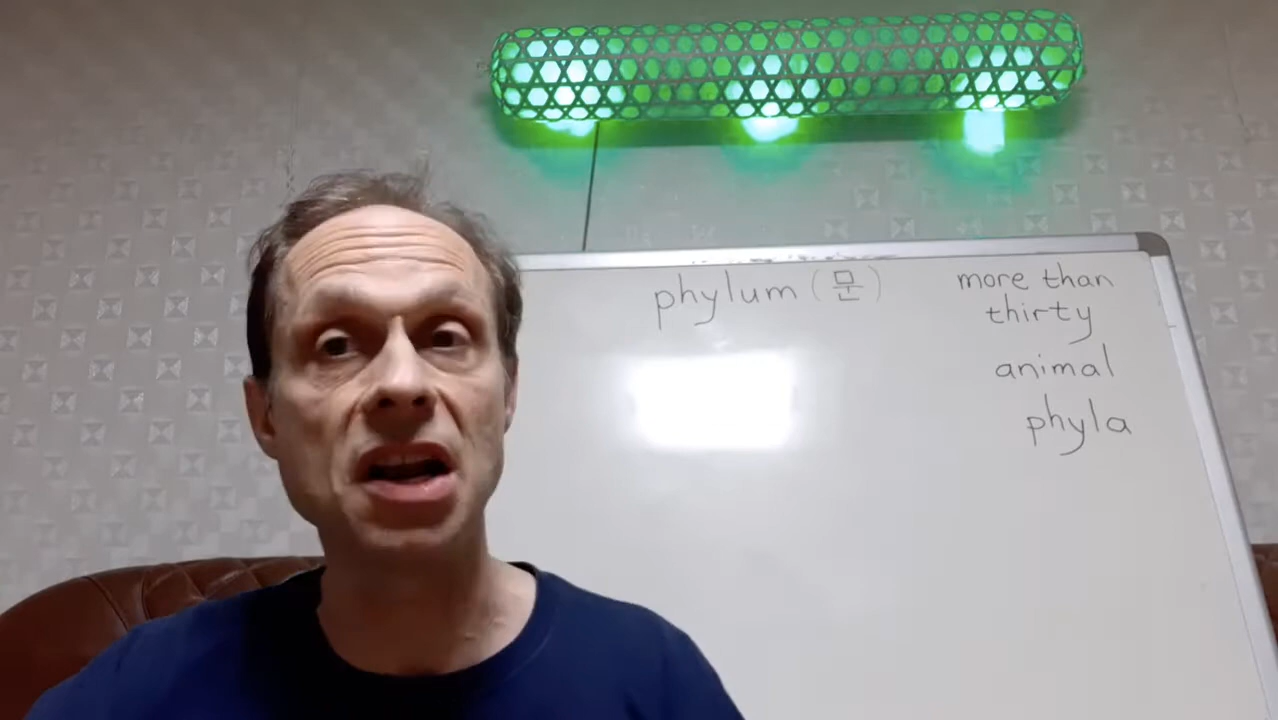 phylum (문)
more than
thirty
animal
phyla